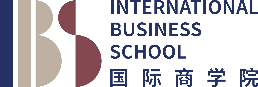 IBS
INTERNATIONAL
BUSINESS
SCHOOL
国际商学院